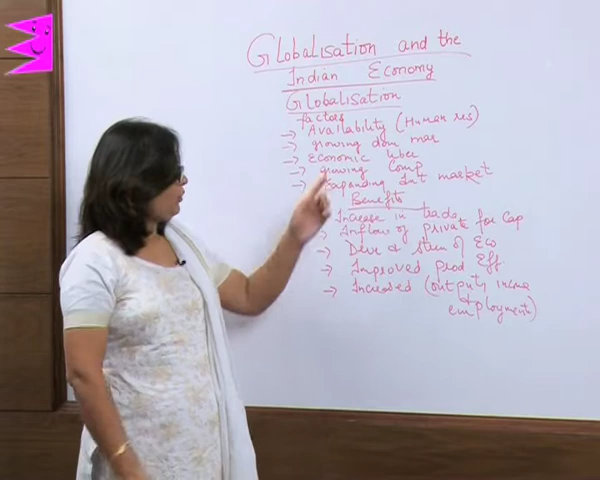 Globalisation and the
Indian Economy
Globalisation
factors
→ Availability (Human res)
→ growing dom mar
→ Economic liber
→ growing Comp
→ Expanding Int market
Benefits
Increase in trade
Inflow of private for Cap
→ Deve & stren of Eco
→ Improved prod Eff
→ Increased (output, income
employment)